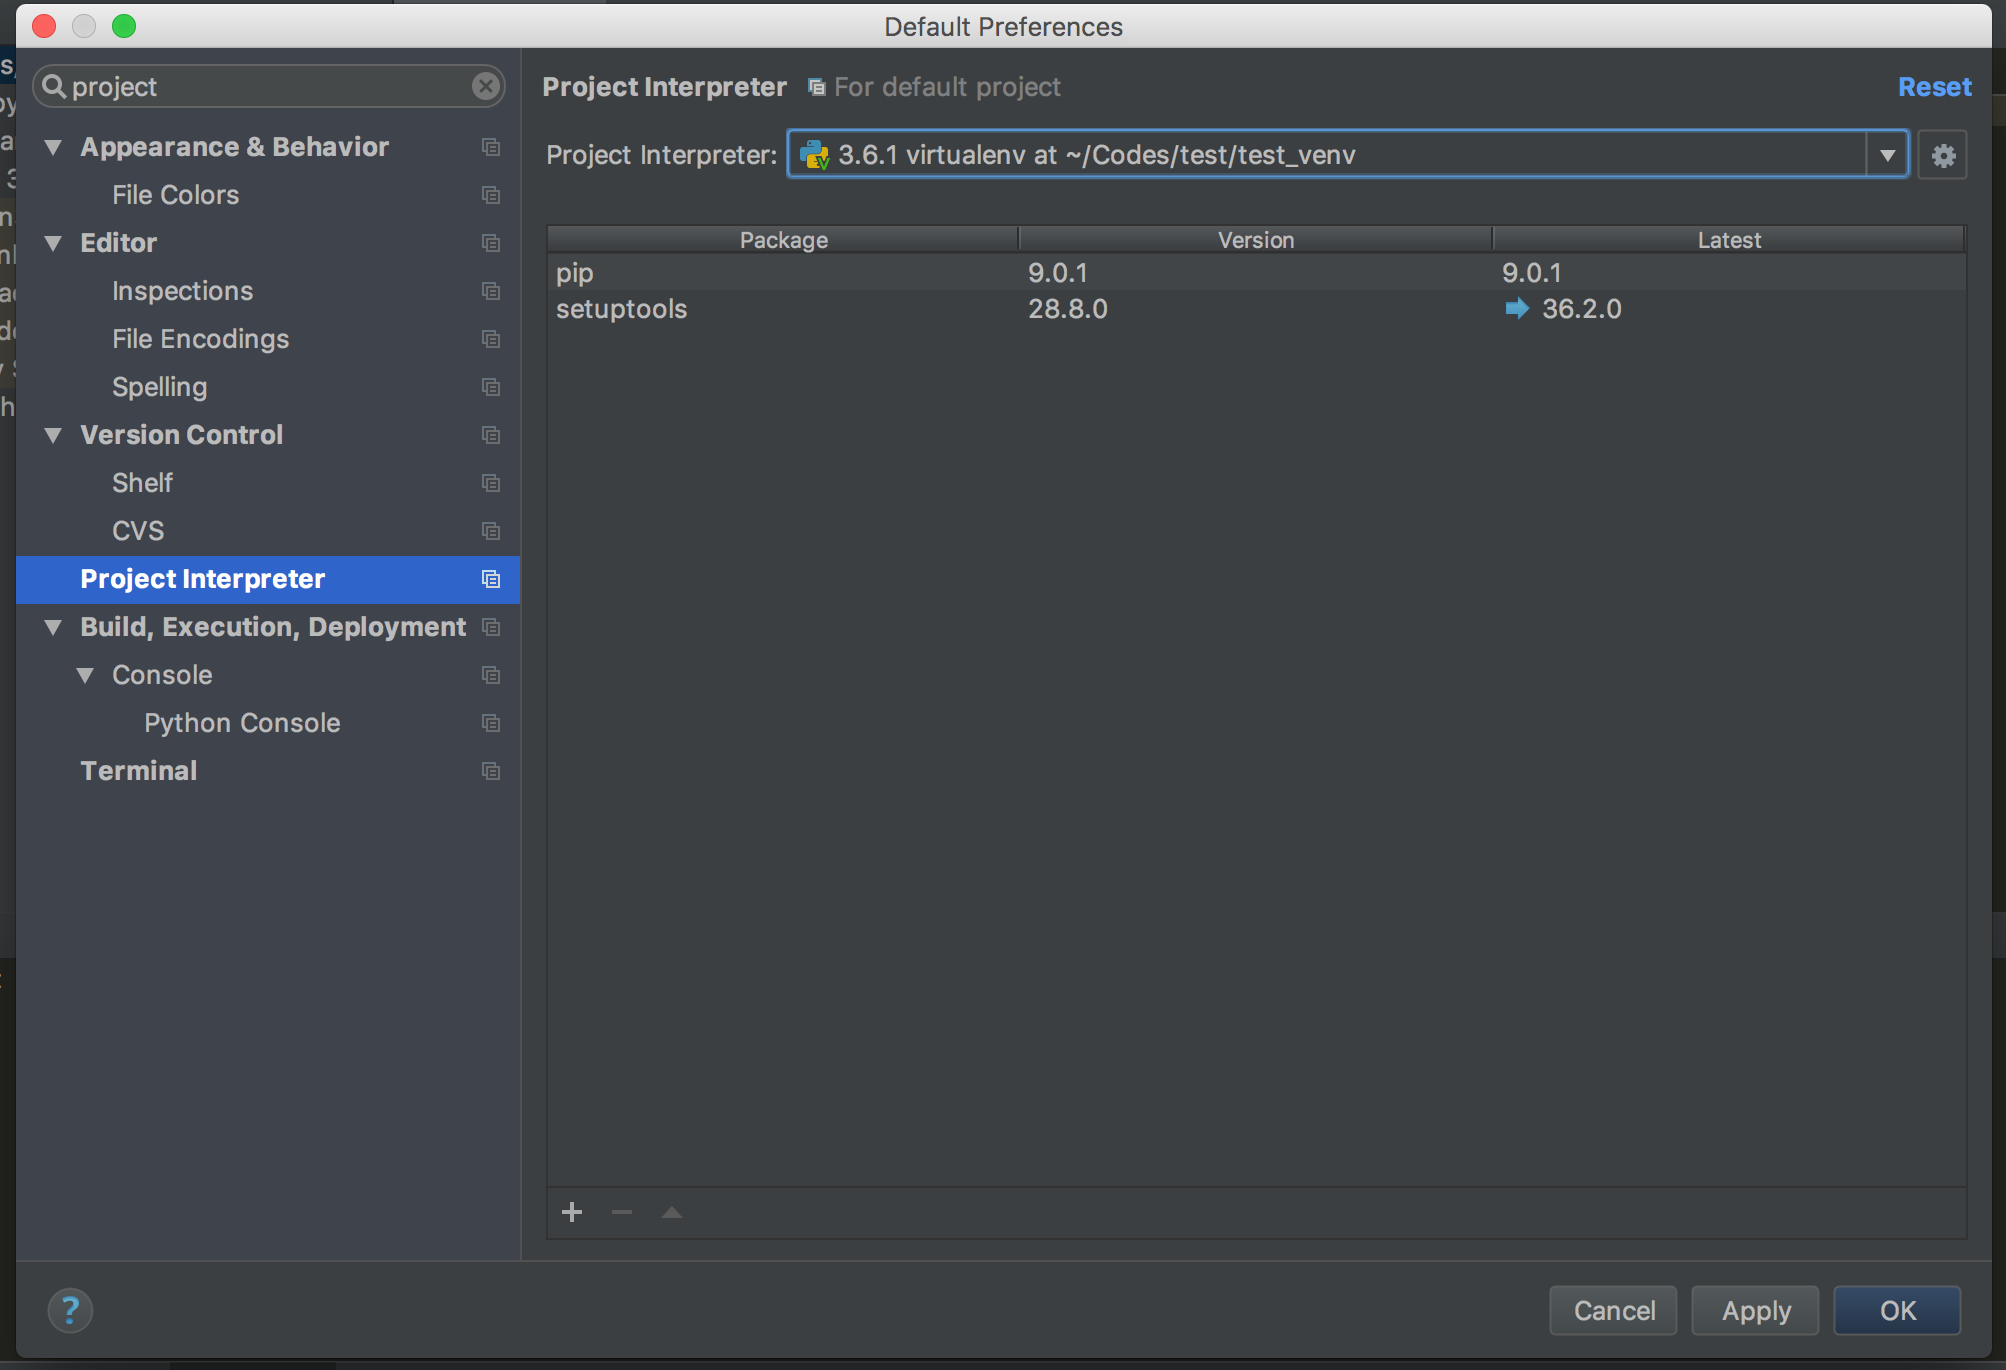 Default Preferences
project
Appearance & Behavior
File Colors
Editor
Inspections
File Encodings
Spelling
Version Control
Shelf
CVS
Project Interpreter
Build, Execution, Deployment
Console
Python Console
Terminal
Project Interpreter For default project Reset
Project Interpreter: 3.6.1 virtualenv at ~/Codes/test/test_venv
Package Version Latest
pip 9.0.1 9.0.1
setuptools 28.8.0 36.2.0
? Cancel Apply OK